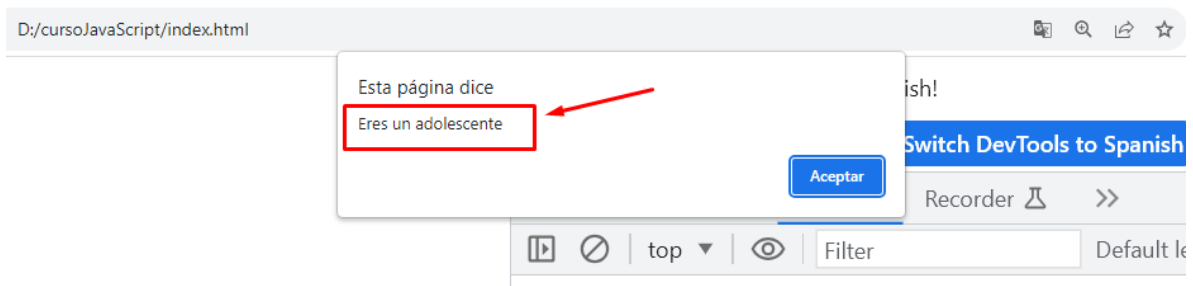 D:/cursoJavaScript/index.html
Esta página dice
ish!
Eres un adolescente
Switch DevTools to Spanish
Aceptar
Recorder
top
Filter
Default le